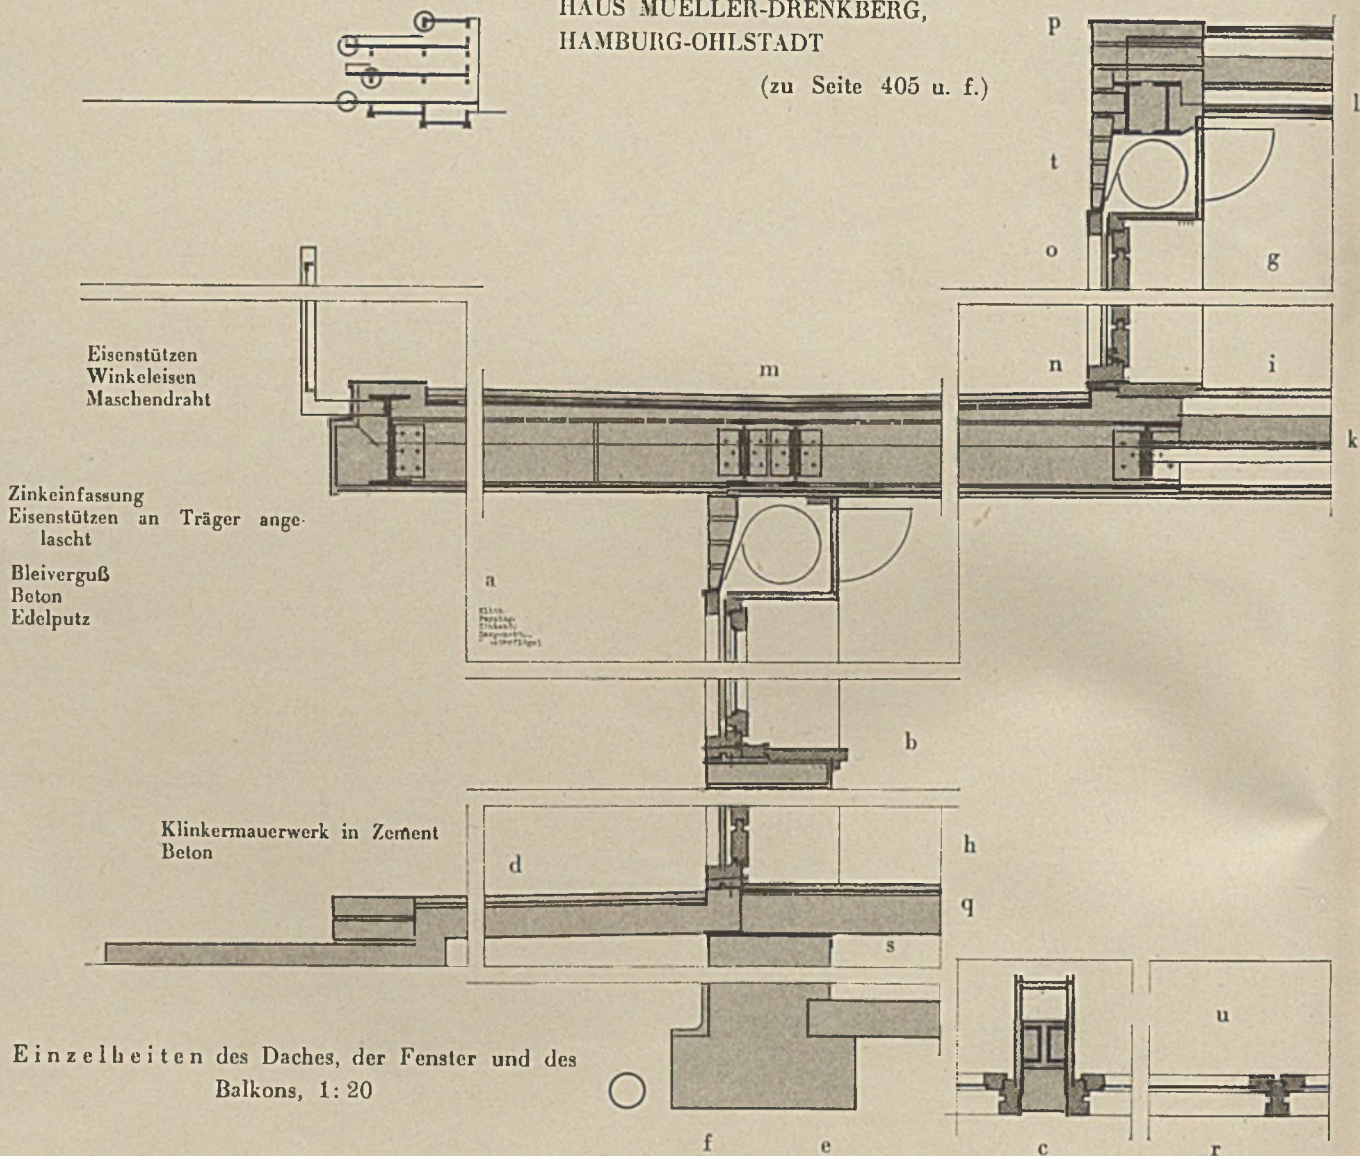 HAUS MUELLER-DRENKBERG,
HAMBURG-OHLSTADT
(zu Seite 405 u. f.)
p
l
t
o
g
Eisenstützen
Winkeleisen
Maschendraht
m
n
i
k
Zinkeinfassung
Eisenstützen an Träger ange-
lascht
Bleiverguß
Beton
Edelputz
a
b
Klinkermauerwerk in Zement
Beton
d
h
q
s
u
Einzelheiten des Daches, der Fenster und des
Balkons, 1:20
f
e
c
r